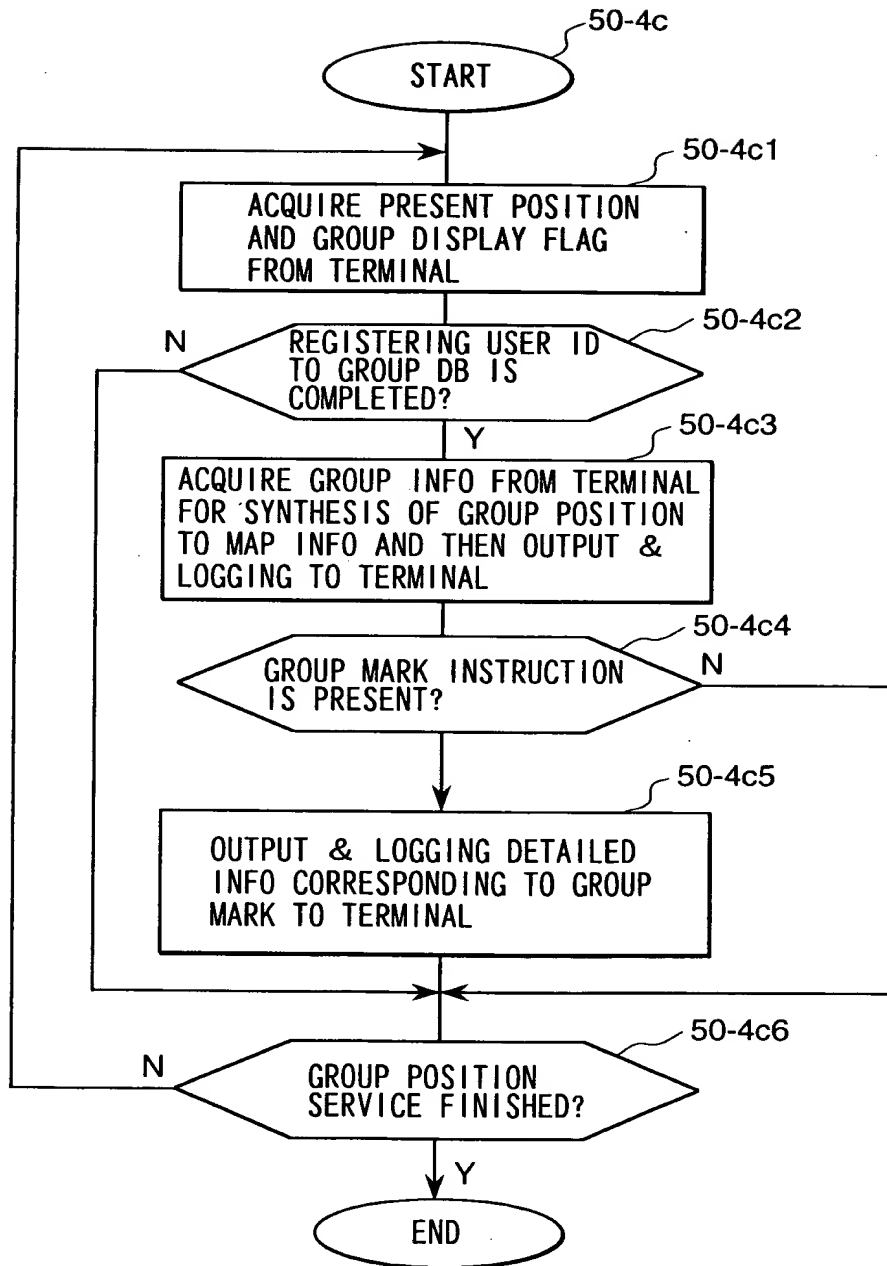 50-4c
START
50-4c1
ACQUIRE PRESENT POSITION
AND GROUP DISPLAY FLAG
FROM TERMINAL
50-4c2
N
REGISTERING USER ID
TO GROUP DB IS
COMPLETED?
Y
50-4c3
ACQUIRE GROUP INFO FROM TERMINAL
FOR SYNTHESIS OF GROUP POSITION
TO MAP INFO AND THEN OUTPUT &
LOGGING TO TERMINAL
50-4c4
GROUP MARK INSTRUCTION
IS PRESENT?
N
50-4c5
OUTPUT & LOGGING DETAILED
INFO CORRESPONDING TO GROUP
MARK TO TERMINAL
50-4c6
N
GROUP POSITION
SERVICE FINISHED?
Y
END